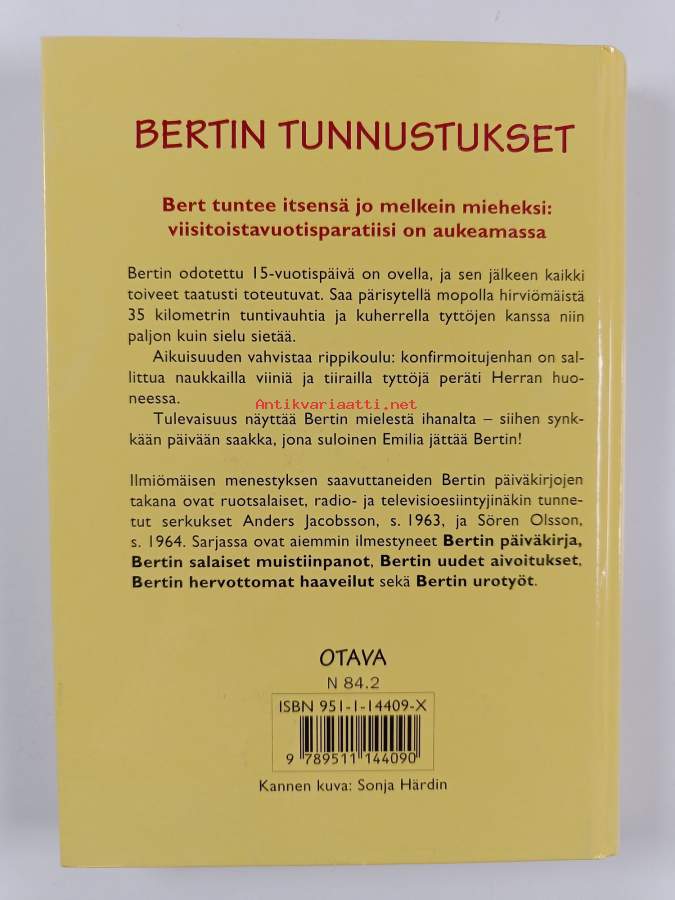 BERTIN TUNNUSTUKSET
Bert tuntee itsensä jo melkein mieheksi:
viisitoistavuotisparatiisi on aukeamassa
Bertin odotettu 15-vuotispäivä on ovella, ja sen jälkeen kaikki
toiveet taatusti toteutuvat. Saa pärisytellä mopolla hirviömäistä
35 kilometrin tuntivauhtia ja kuherrella tyttöjen kanssa niin
paljon kuin sielu sietää.
Aikuisuuden vahvistaa rippikoulu: konfirmoitujenhan on sal-
littua naukkailla viiniä ja tiirailla tyttöjä peräti Herran huo-
neessa.
Antikvariaatti.net
Tulevaisuus näyttää Bertin mielestä ihanalta – siihen synk-
kään päivään saakka, jona suloinen Emilia jättää Bertin!
Ilmiömäisen menestyksen saavuttaneiden Bertin päiväkirjojen
takana ovat ruotsalaiset, radio- ja televisioesiintyjinäkin tunne-
tut serkukset Anders Jacobsson, s. 1963, ja Sören Olsson,
s. 1964. Sarjassa ovat aiemmin ilmestyneet Bertin päiväkirja,
Bertin salaiset muistiinpanot, Bertin uudet aivoitukset,
Bertin hervottomat haaveilut sekä Bertin urotyöt.
OTAVA
N 84.2
ISBN 951-1-14409-X
9 789511 144090
Kannen kuva: Sonja Härdin